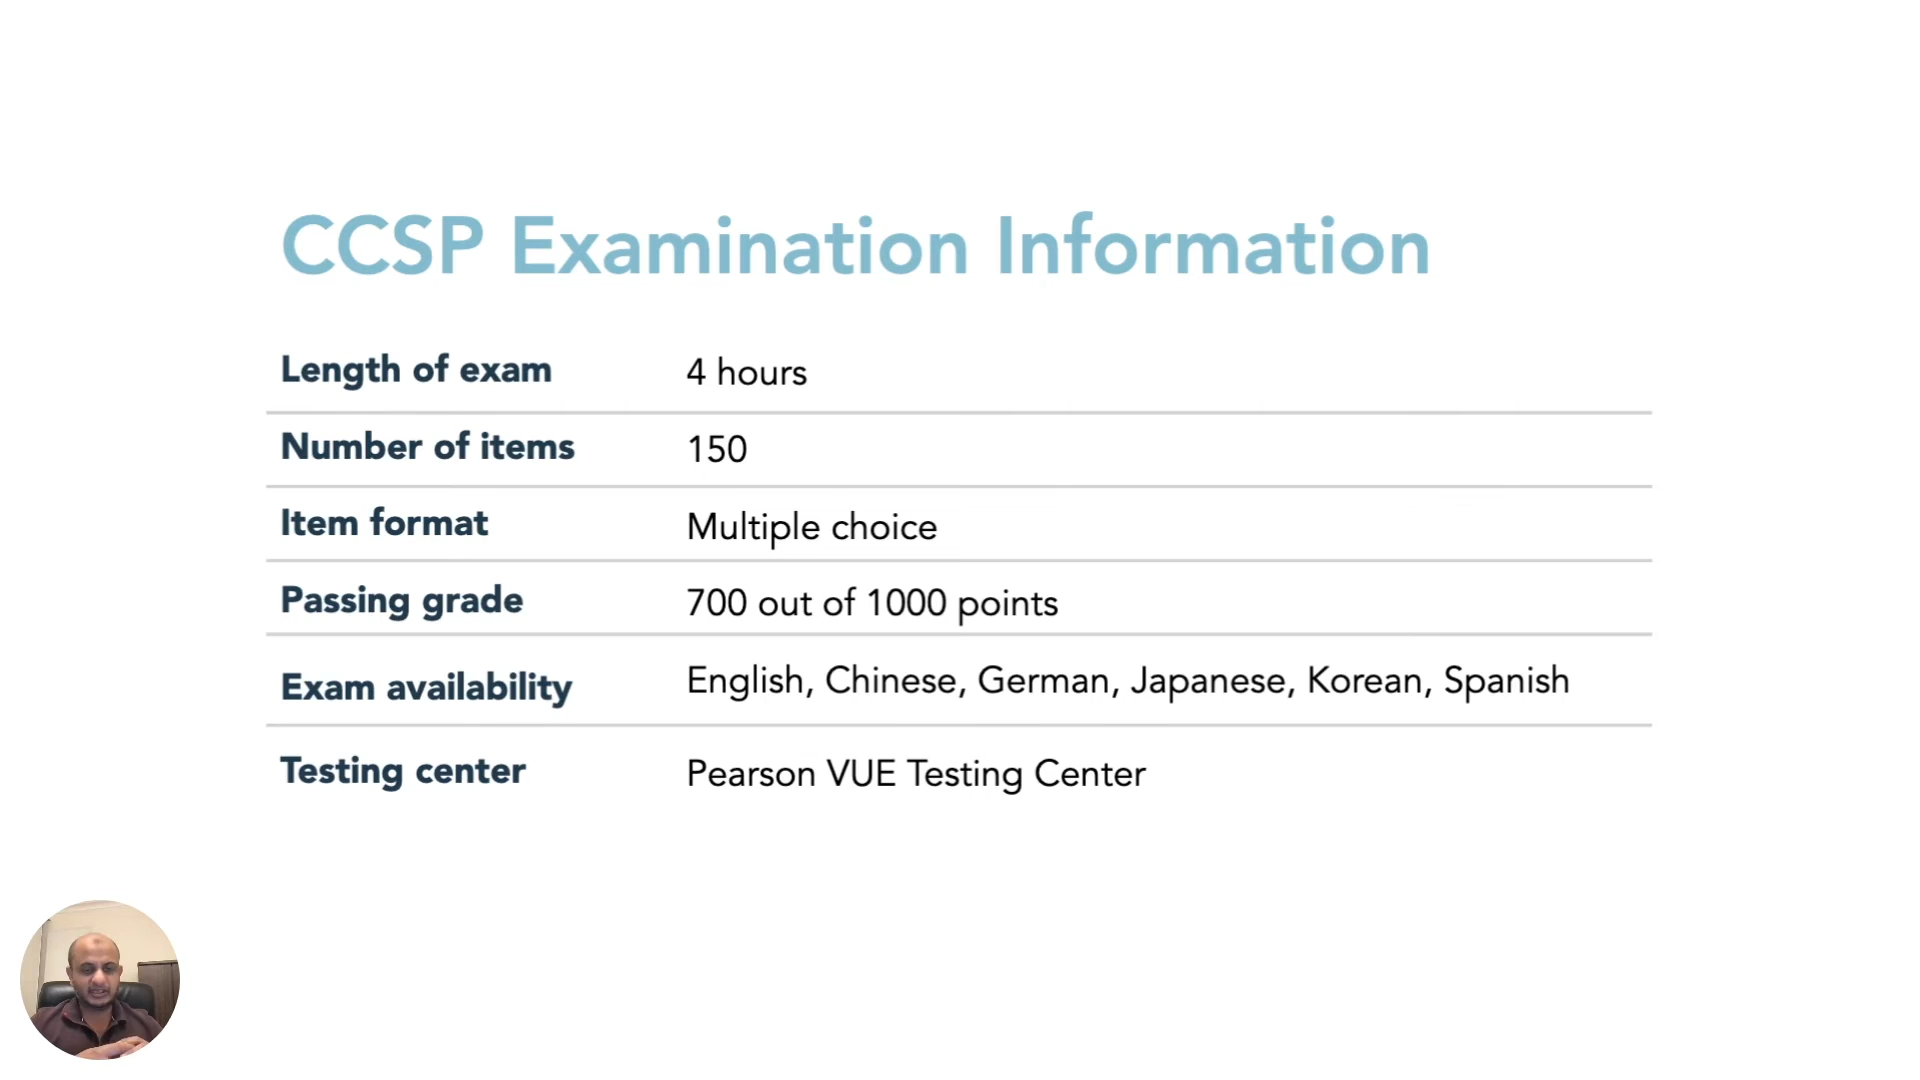 CCSP Examination Information
Length of exam 4 hours
Number of items 150
Item format Multiple choice
Passing grade 700 out of 1000 points
Exam availability English, Chinese, German, Japanese, Korean, Spanish
Testing center Pearson VUE Testing Center